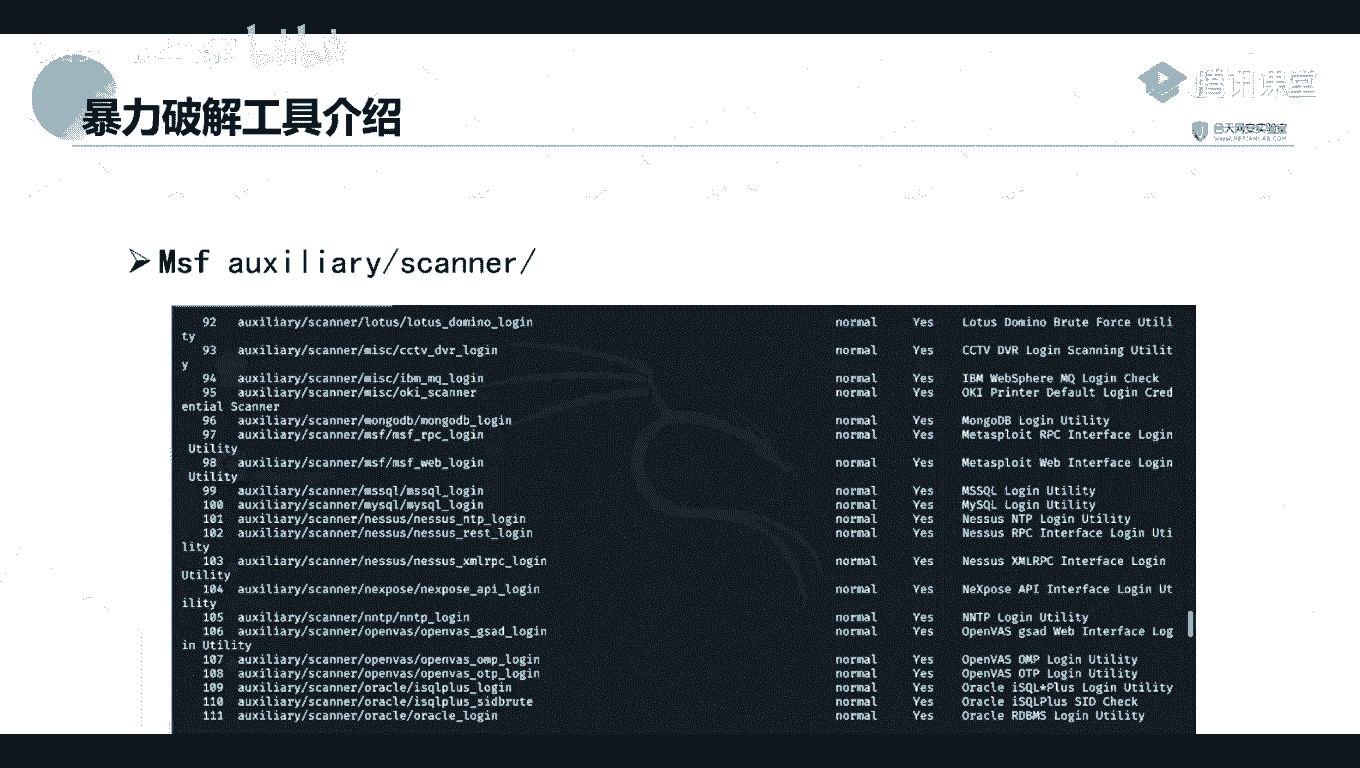 暴力破解工具介绍
腾讯课堂
合天网安实验室
WWW.HETIANLAB.COM
➢Msf auxiliary/scanner/
92 auxiliary/scanner/lotus/lotus_domino_login normal Yes Lotus Domino Brute Force Utili
ty
93 auxiliary/scanner/misc/cctv_dvr_login normal Yes CCTV DVR Login Scanning Utilit
y
94 auxiliary/scanner/misc/ibm_mq_login normal Yes IBM WebSphere MQ Login Check
95 auxiliary/scanner/misc/oki_scanner normal Yes OKI Printer Default Login Cred
ential Scanner
96 auxiliary/scanner/mongodb/mongodb_login normal Yes MongoDB Login Utility
97 auxiliary/scanner/msf/msf_rpc_login normal Yes Metasploit RPC Interface Login
Utility
98 auxiliary/scanner/msf/msf_web_login normal Yes Metasploit Web Interface Login
Utility
99 auxiliary/scanner/mssql/mssql_login normal Yes MSSQL Login Utility
100 auxiliary/scanner/mysql/mysql_login normal Yes MySQL Login Utility
101 auxiliary/scanner/nessus/nessus_ntp_login normal Yes Nessus NTP Login Utility
102 auxiliary/scanner/nessus/nessus_rest_login normal Yes Nessus RPC Interface Login Uti
lity
103 auxiliary/scanner/nessus/nessus_xmlrpc_login normal Yes Nessus XMLRPC Interface Login
Utility
104 auxiliary/scanner/nexpose/nexpose_api_login normal Yes NeXpose API Interface Login Ut
ility
105 auxiliary/scanner/nntp/nntp_login normal Yes NNTP Login Utility
106 auxiliary/scanner/openvas/openvas_gsad_login normal Yes OpenVAS gsad Web Interface Log
in Utility
107 auxiliary/scanner/openvas/openvas_omp_login normal Yes OpenVAS OMP Login Utility
108 auxiliary/scanner/openvas/openvas_otp_login normal Yes OpenVAS OTP Login Utility
109 auxiliary/scanner/oracle/isqlplus_login normal Yes Oracle iSQL*Plus Login Utility
110 auxiliary/scanner/oracle/isqlplus_sidbrute normal Yes Oracle iSQLPlus SID Check
111 auxiliary/scanner/oracle/oracle_login normal Yes Oracle RDBMS Login Utility